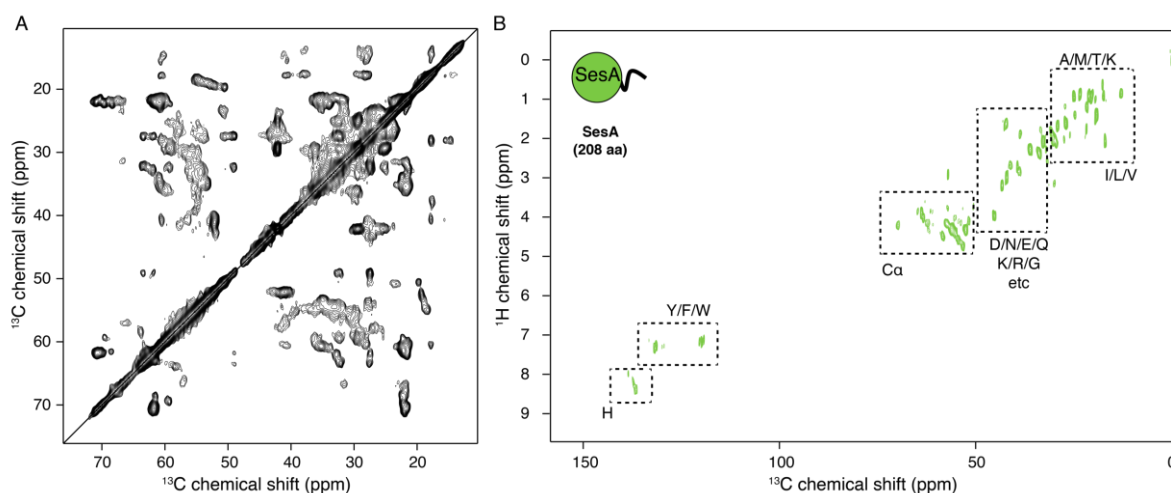 A
20
30
40
50
60
70
13C chemical shift (ppm)
70 60 50 40 30 20
13C chemical shift (ppm)
B
0
1
2
3
4
5
6
7
8
9
1H chemical shift (ppm)
SesA
SesA
(208 aa)
A/M/T/K
I/L/V
D/N/E/Q
K/R/G
etc
Cα
Y/F/W
H
150 100 50 0
13C chemical shift (ppm)